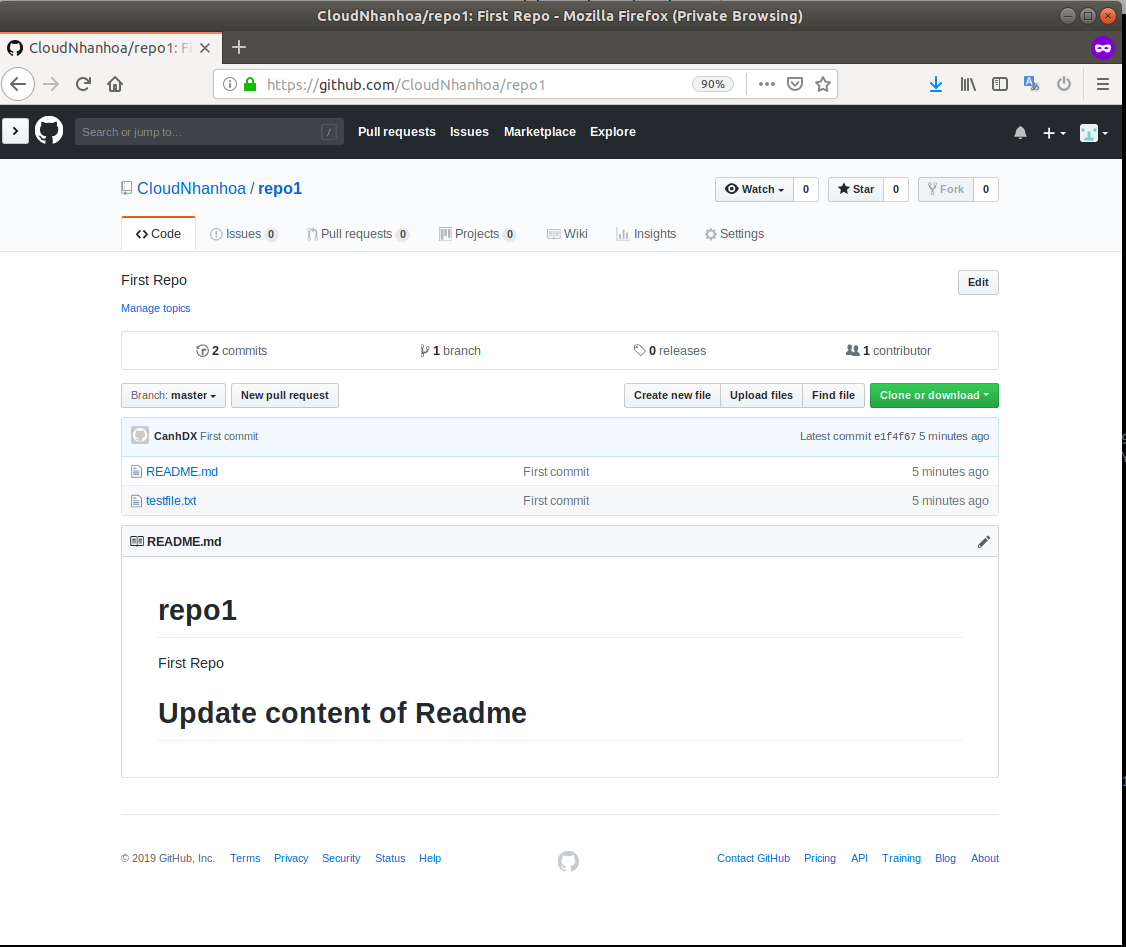 CloudNhanhoa/repo1: First Repo - Mozilla Firefox (Private Browsing)
CloudNhanhoa/repo1: Fi
https://github.com/CloudNhanhoa/repo1 90%
Search or jump to... / Pull requests Issues Marketplace Explore
CloudNhanhoa / repo1 Watch 0 Star 0 Fork 0
Code Issues 0 Pull requests 0 Projects 0 Wiki Insights Settings
First Repo Edit
Manage topics
2 commits 1 branch 0 releases 1 contributor
Branch: master New pull request Create new file Upload files Find file Clone or download
CanhDX First commit Latest commit e1f4f67 5 minutes ago
README.md First commit 5 minutes ago
testfile.txt First commit 5 minutes ago
README.md
repo1
First Repo
Update content of Readme
© 2019 GitHub, Inc. Terms Privacy Security Status Help Contact GitHub Pricing API Training Blog About